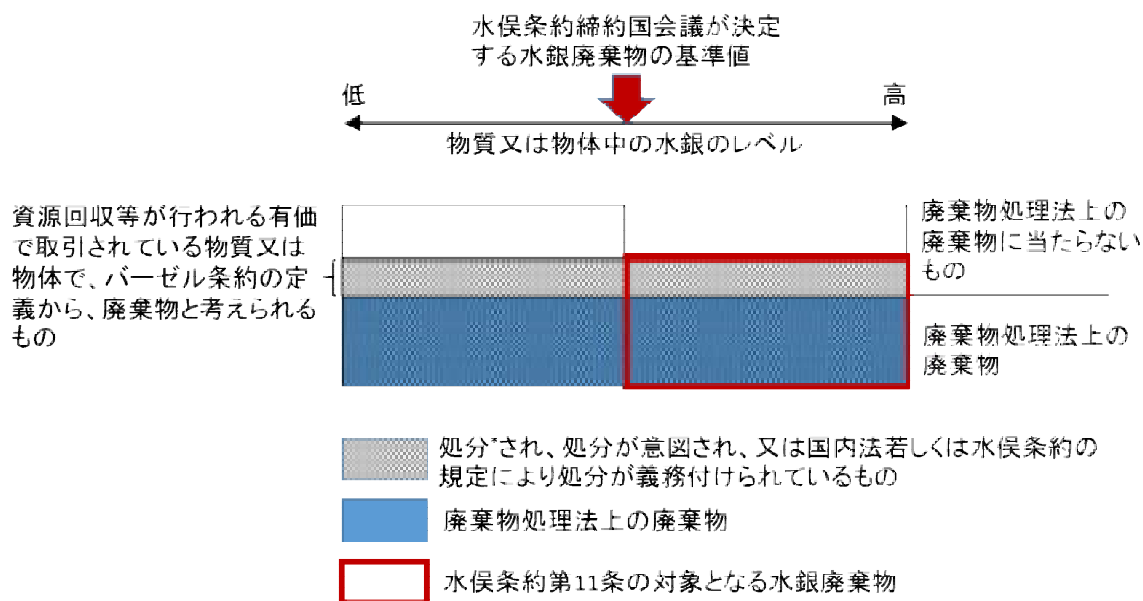 水俣条約締約国会議が決定
する水銀廃棄物の基準値
低
高
物質又は物体中の水銀のレベル
資源回収等が行われる有価
で取引されている物質又は
物体で、バーゼル条約の定
義から、廃棄物と考えられる
もの
廃棄物処理法上の
廃棄物に当たらない
もの
廃棄物処理法上の
廃棄物
処分*され、処分が意図され、又は国内法若しくは水俣条約の
規定により処分が義務付けられているもの
廃棄物処理法上の廃棄物
水俣条約第11条の対象となる水銀廃棄物